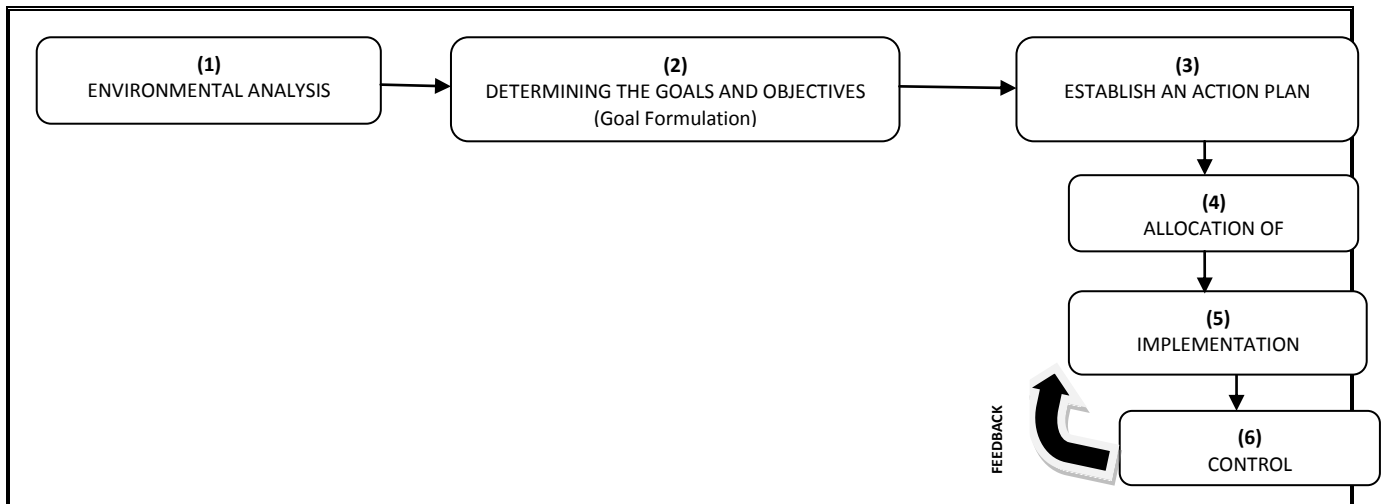 (1)
ENVIRONMENTAL ANALYSIS
(2)
DETERMINING THE GOALS AND OBJECTIVES
(Goal Formulation)
(3)
ESTABLISH AN ACTION PLAN
(4)
ALLOCATION OF
(5)
IMPLEMENTATION
FEEDBACK
(6)
CONTROL